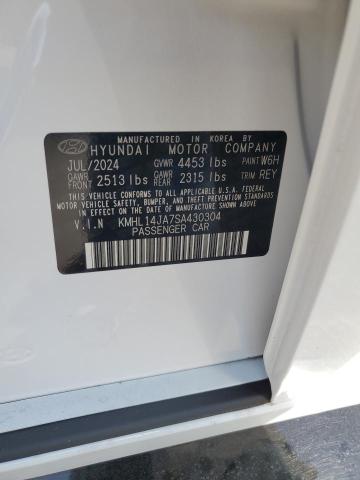 MANUFACTURED IN KOREA BY
HYUNDAI MOTOR COMPANY
JUL/2024 GVWR 4453 lbs PAINT W6H
GAWR FRONT 2513 lbs GAWR REAR 2315 lbs TRIM REY
THIS VEHICLE CONFORMS TO ALL APPLICABLE U.S.A. FEDERAL
MOTOR VEHICLE SAFETY, BUMPER, AND THEFT PREVENTION
STANDARDS IN EFFECT ON THE DATE OF MANUFACTURE SHOWN ABOVE.
V.I.N KMHL14JA7SA430304
PASSENGER CAR